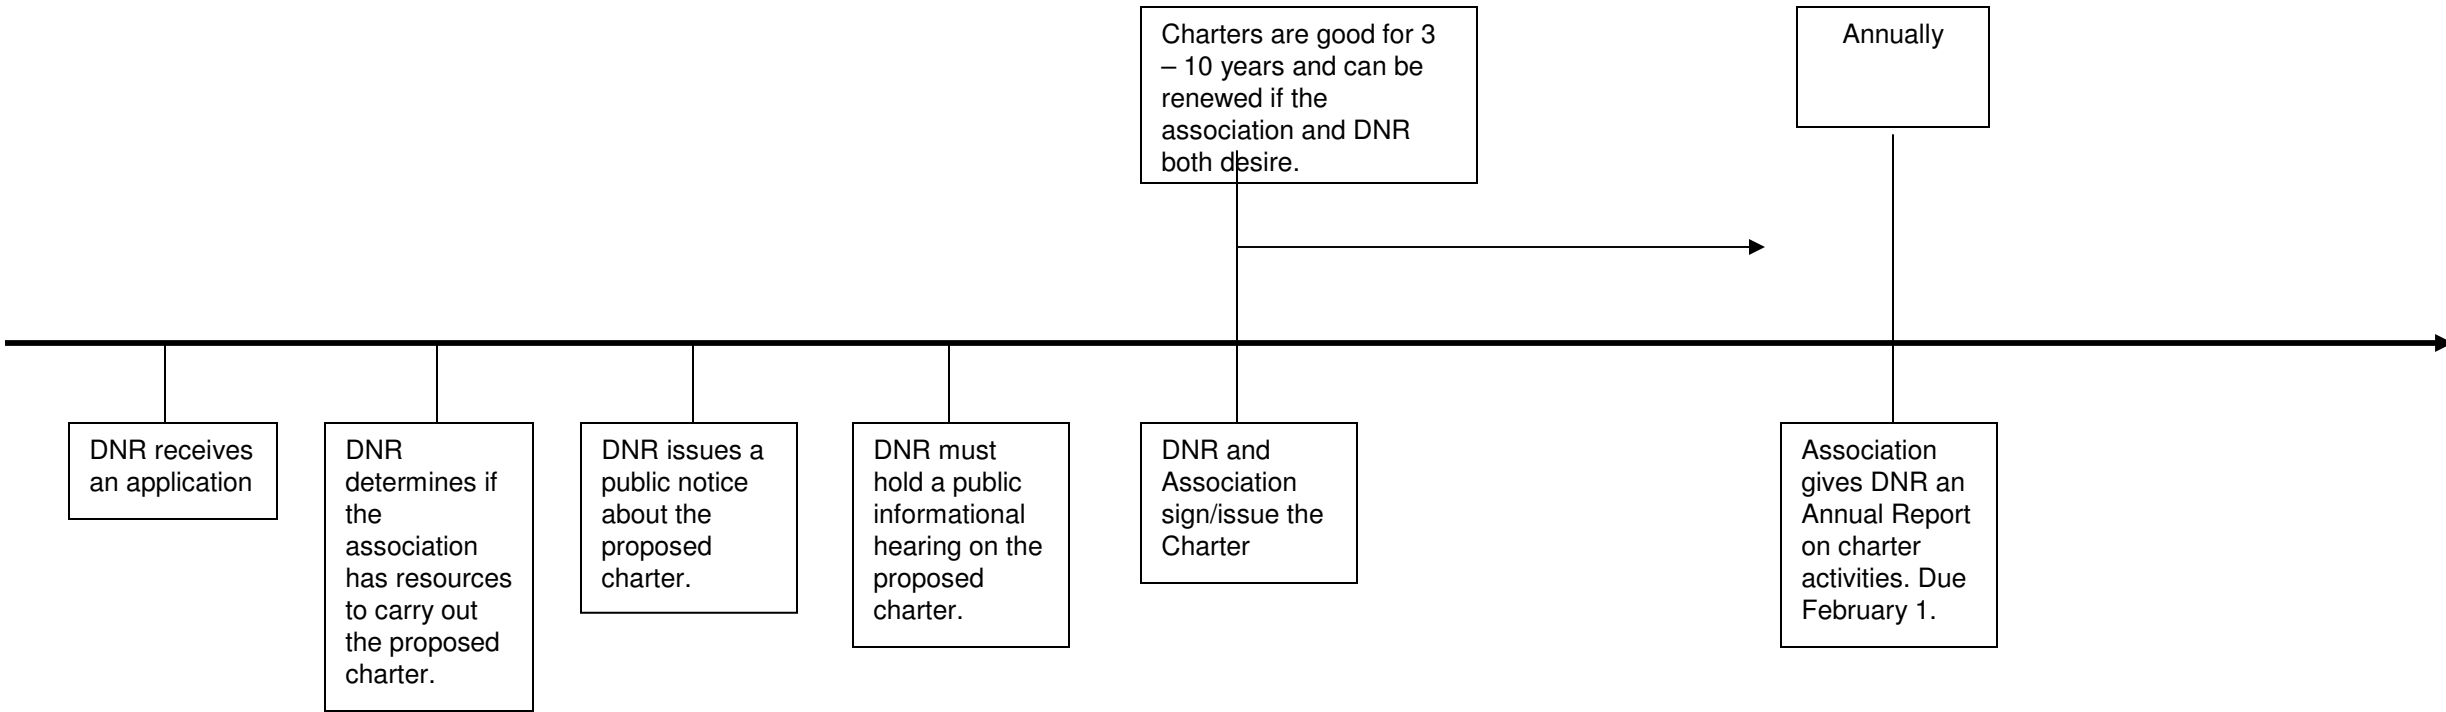 Charters are good for 3
– 10 years and can be
renewed if the
association and DNR
both desire.
Annually
DNR receives
an application
DNR
determines if
the
association
has resources
to carry out
the proposed
charter.
DNR issues a
public notice
about the
proposed
charter.
DNR must
hold a public
informational
hearing on the
proposed
charter.
DNR and
Association
sign/issue the
Charter
Association
gives DNR an
Annual Report
on charter
activities. Due
February 1.